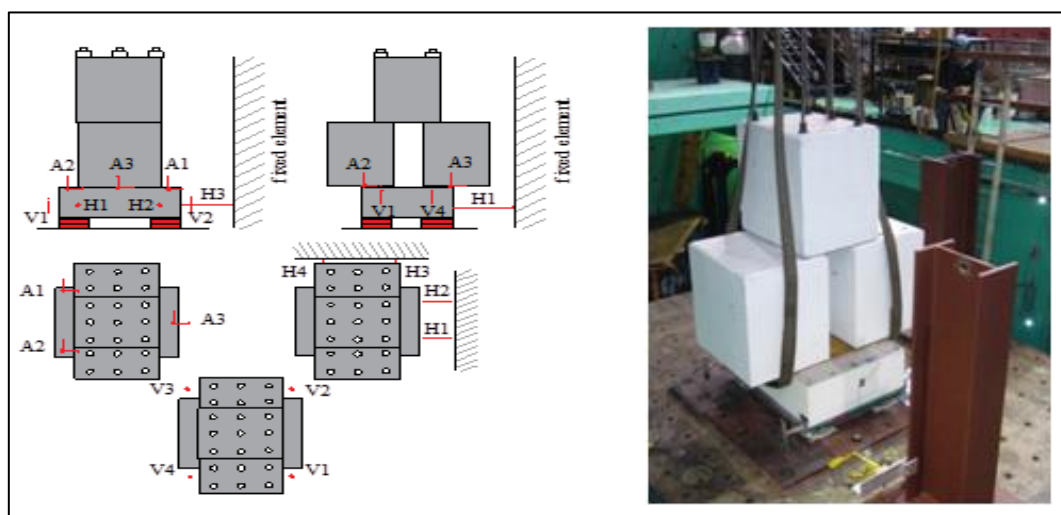 A2 A3 A1
H3
V1 H1 H2 V2
fixed element
A2 A3
H1
V1 V4
fixed element
A1
A3
A2
H4 H3
H2
H1
V3 V2
V4 V1